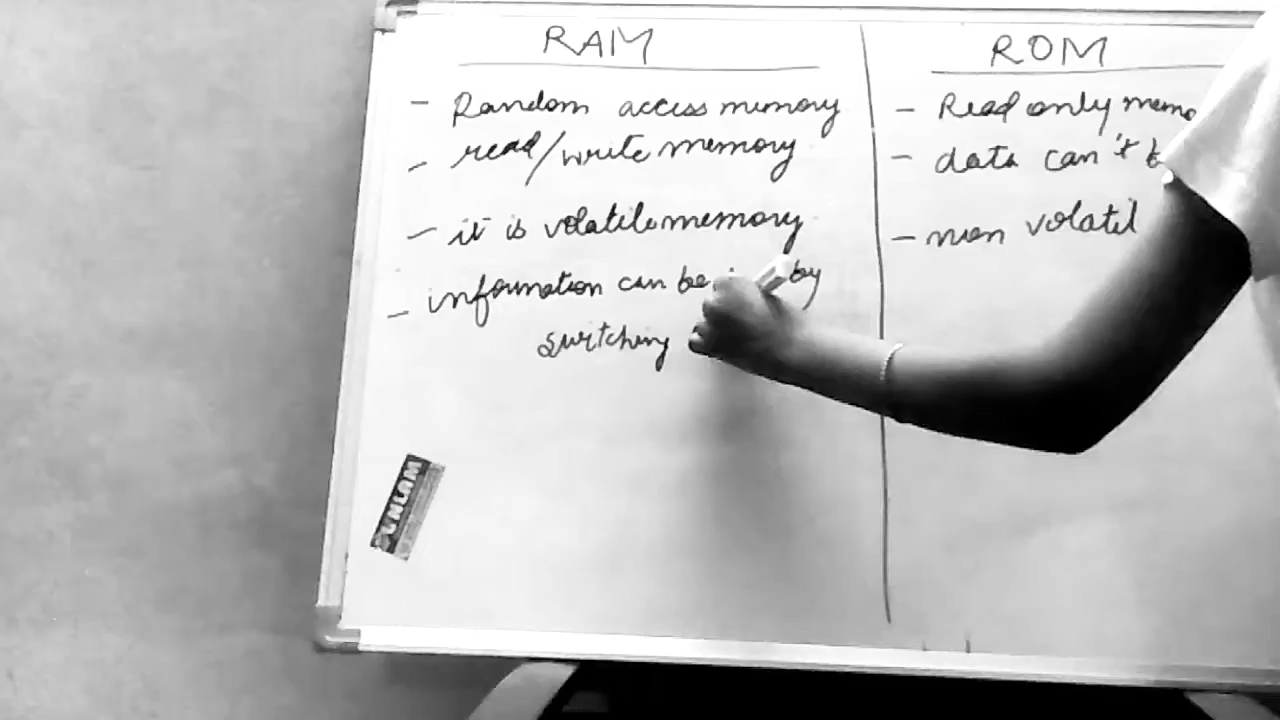 RAM
- Random access memory
- read/write memory
- it is volatile memory
- information can be by
switching
ROM
- Read only memo
- data can't
- non volatil
UNLAM